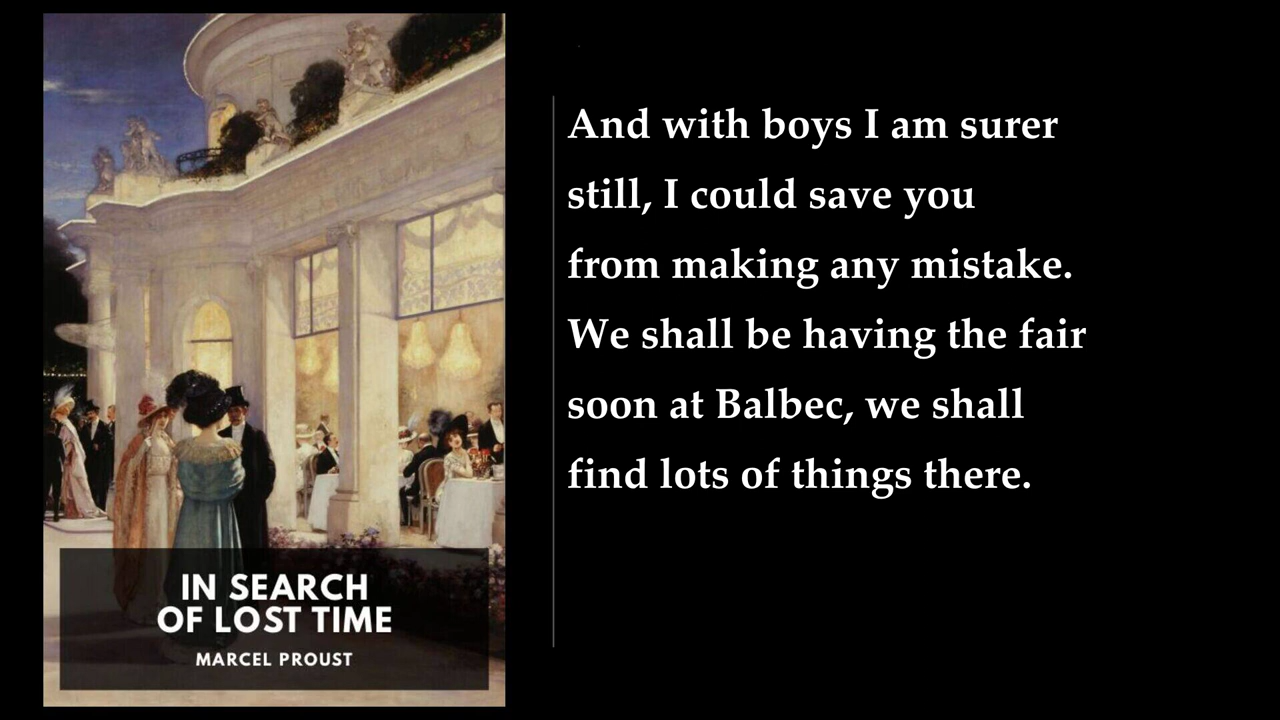 IN SEARCH
OF LOST TIME
MARCEL PROUST
And with boys I am surer
still, I could save you
from making any mistake.
We shall be having the fair
soon at Balbec, we shall
find lots of things there.